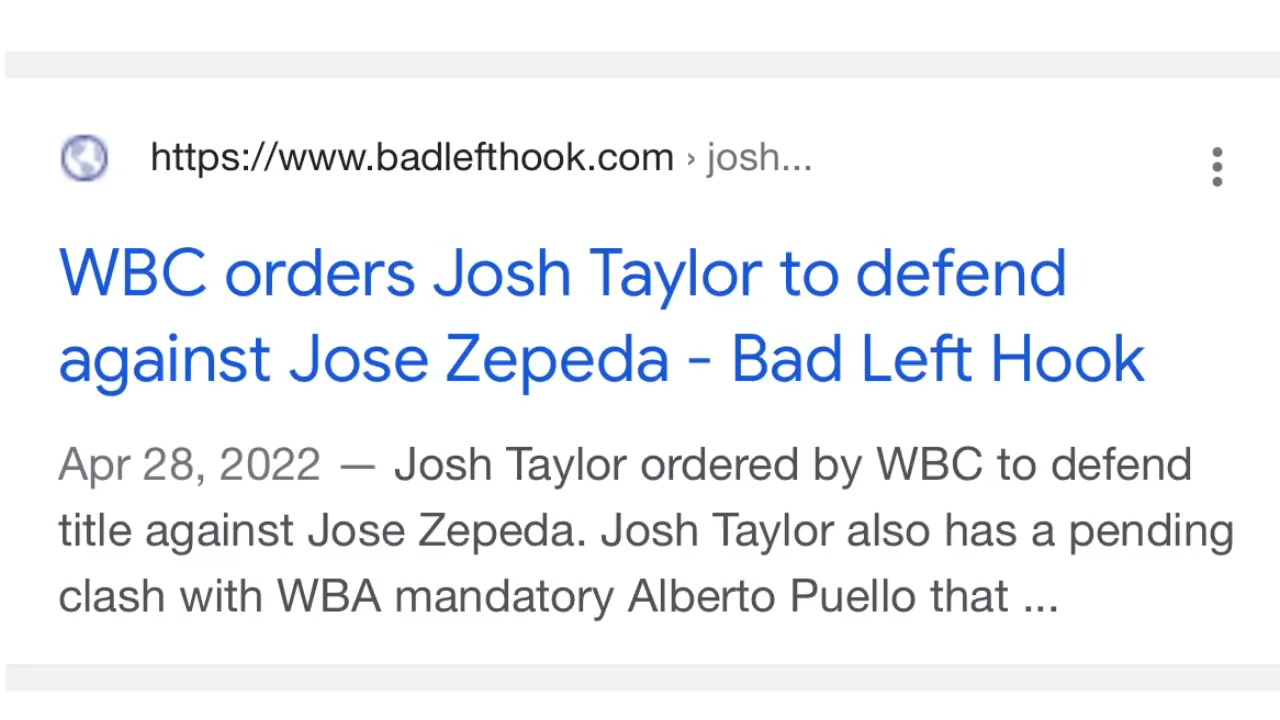 https://www.badlefthook.com › josh...
WBC orders Josh Taylor to defend
against Jose Zepeda - Bad Left Hook
Apr 28, 2022 — Josh Taylor ordered by WBC to defend
title against Jose Zepeda. Josh Taylor also has a pending
clash with WBA mandatory Alberto Puello that ...